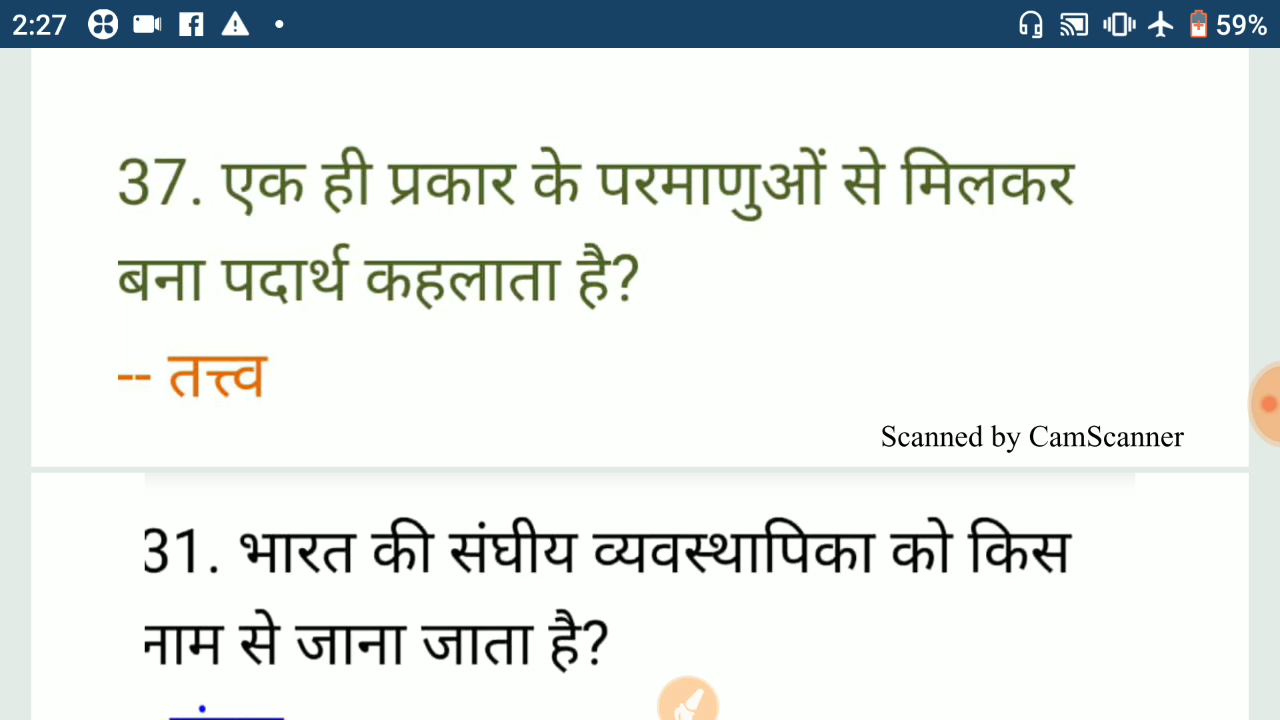 2:27
59%
37. एक ही प्रकार के परमाणुओं से मिलकर
बना पदार्थ कहलाता है?
-- तत्त्व
Scanned by CamScanner
31. भारत की संघीय व्यवस्थापिका को किस
नाम से जाना जाता है?